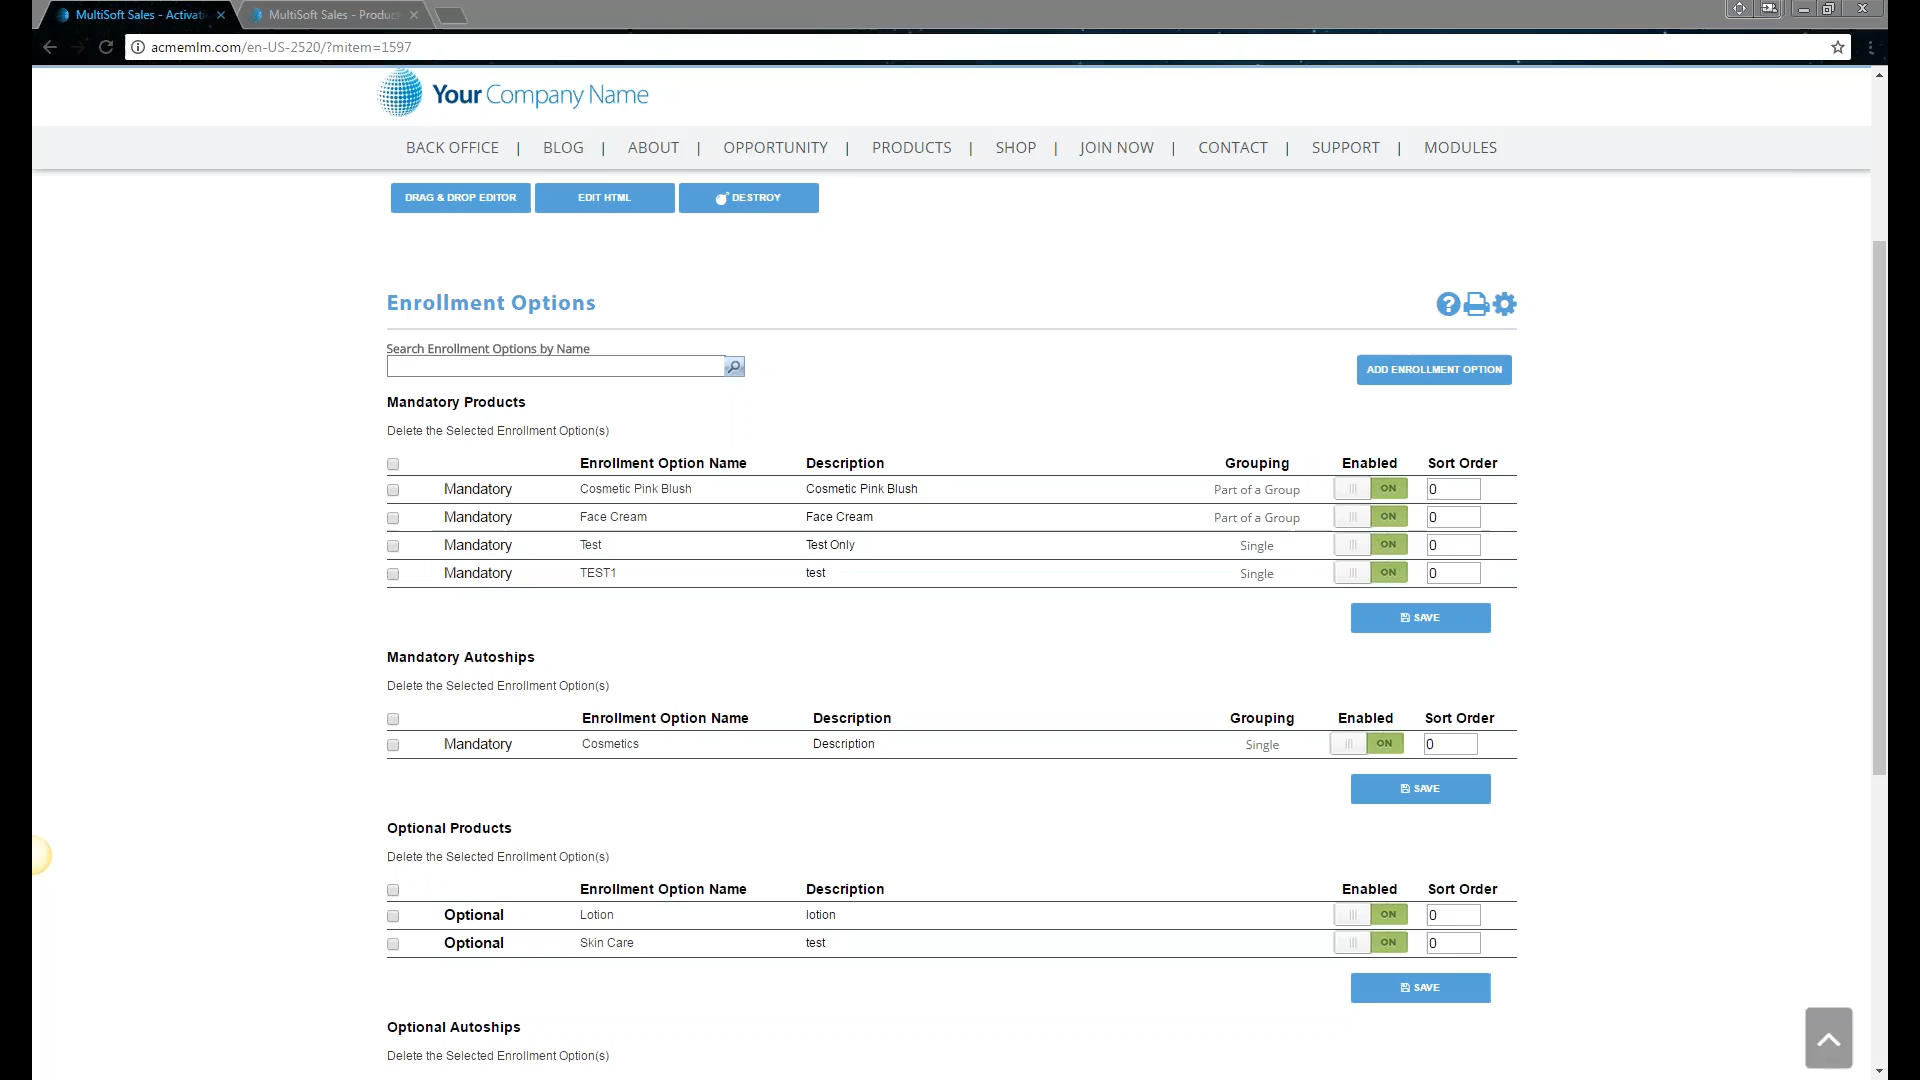 MultiSoft Sales - Activati
MultiSoft Sales - Produc
acmemlm.com/en-US-2520/?mitem=1597
Your Company Name
BACK OFFICE | BLOG | ABOUT | OPPORTUNITY | PRODUCTS | SHOP | JOIN NOW | CONTACT | SUPPORT | MODULES
DRAG & DROP EDITOR EDIT HTML DESTROY
Enrollment Options
Search Enrollment Options by Name
ADD ENROLLMENT OPTION
Mandatory Products
Delete the Selected Enrollment Option(s)
Enrollment Option Name Description Grouping Enabled Sort Order
Mandatory Cosmetic Pink Blush Cosmetic Pink Blush Part of a Group ON 0
Mandatory Face Cream Face Cream Part of a Group ON 0
Mandatory Test Test Only Single ON 0
Mandatory TEST1 test Single ON 0
SAVE
Mandatory Autoships
Delete the Selected Enrollment Option(s)
Enrollment Option Name Description Grouping Enabled Sort Order
Mandatory Cosmetics Description Single ON 0
SAVE
Optional Products
Delete the Selected Enrollment Option(s)
Enrollment Option Name Description Enabled Sort Order
Optional Lotion lotion ON 0
Optional Skin Care test ON 0
SAVE
Optional Autoships
Delete the Selected Enrollment Option(s)